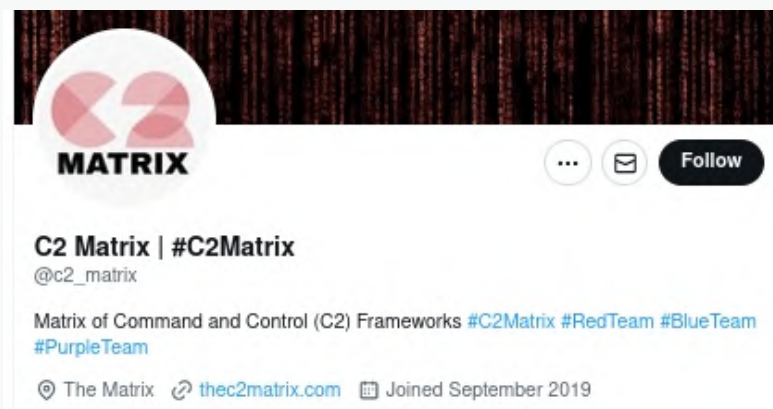 C2
MATRIX
Follow
C2 Matrix | #C2Matrix
@c2_matrix
Matrix of Command and Control (C2) Frameworks #C2Matrix #RedTeam #BlueTeam
#PurpleTeam
The Matrix thec2matrix.com Joined September 2019